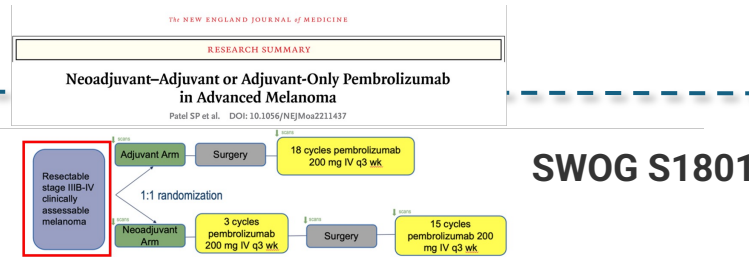 The NEW ENGLAND JOURNAL of MEDICINE
RESEARCH SUMMARY
Neoadjuvant–Adjuvant or Adjuvant-Only Pembrolizumab
in Advanced Melanoma
Patel SP et al. DOI: 10.1056/NEJMoa2211437
SWOG S1801
Resectable
stage IIIB-IV
clinically
assessable
melanoma
1:1 randomization
scans
Adjuvant Arm
Surgery
scans
18 cycles pembrolizumab
200 mg IV q3 wk
scans
Neoadjuvant
Arm
3 cycles
pembrolizumab
200 mg IV q3 wk
scans
Surgery
scans
15 cycles
pembrolizumab 200
mg IV q3 wk